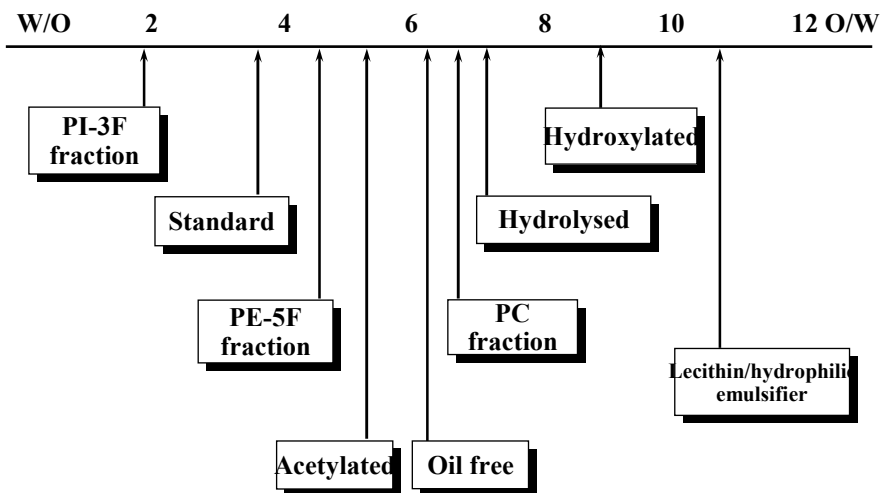 W/O 2 4 6 8 10 12 O/W
PI-3F
fraction
Hydroxylated
Standard
Hydrolysed
PE-5F
fraction
PC
fraction
Lecithin/hydrophilic
emulsifier
Acetylated
Oil free